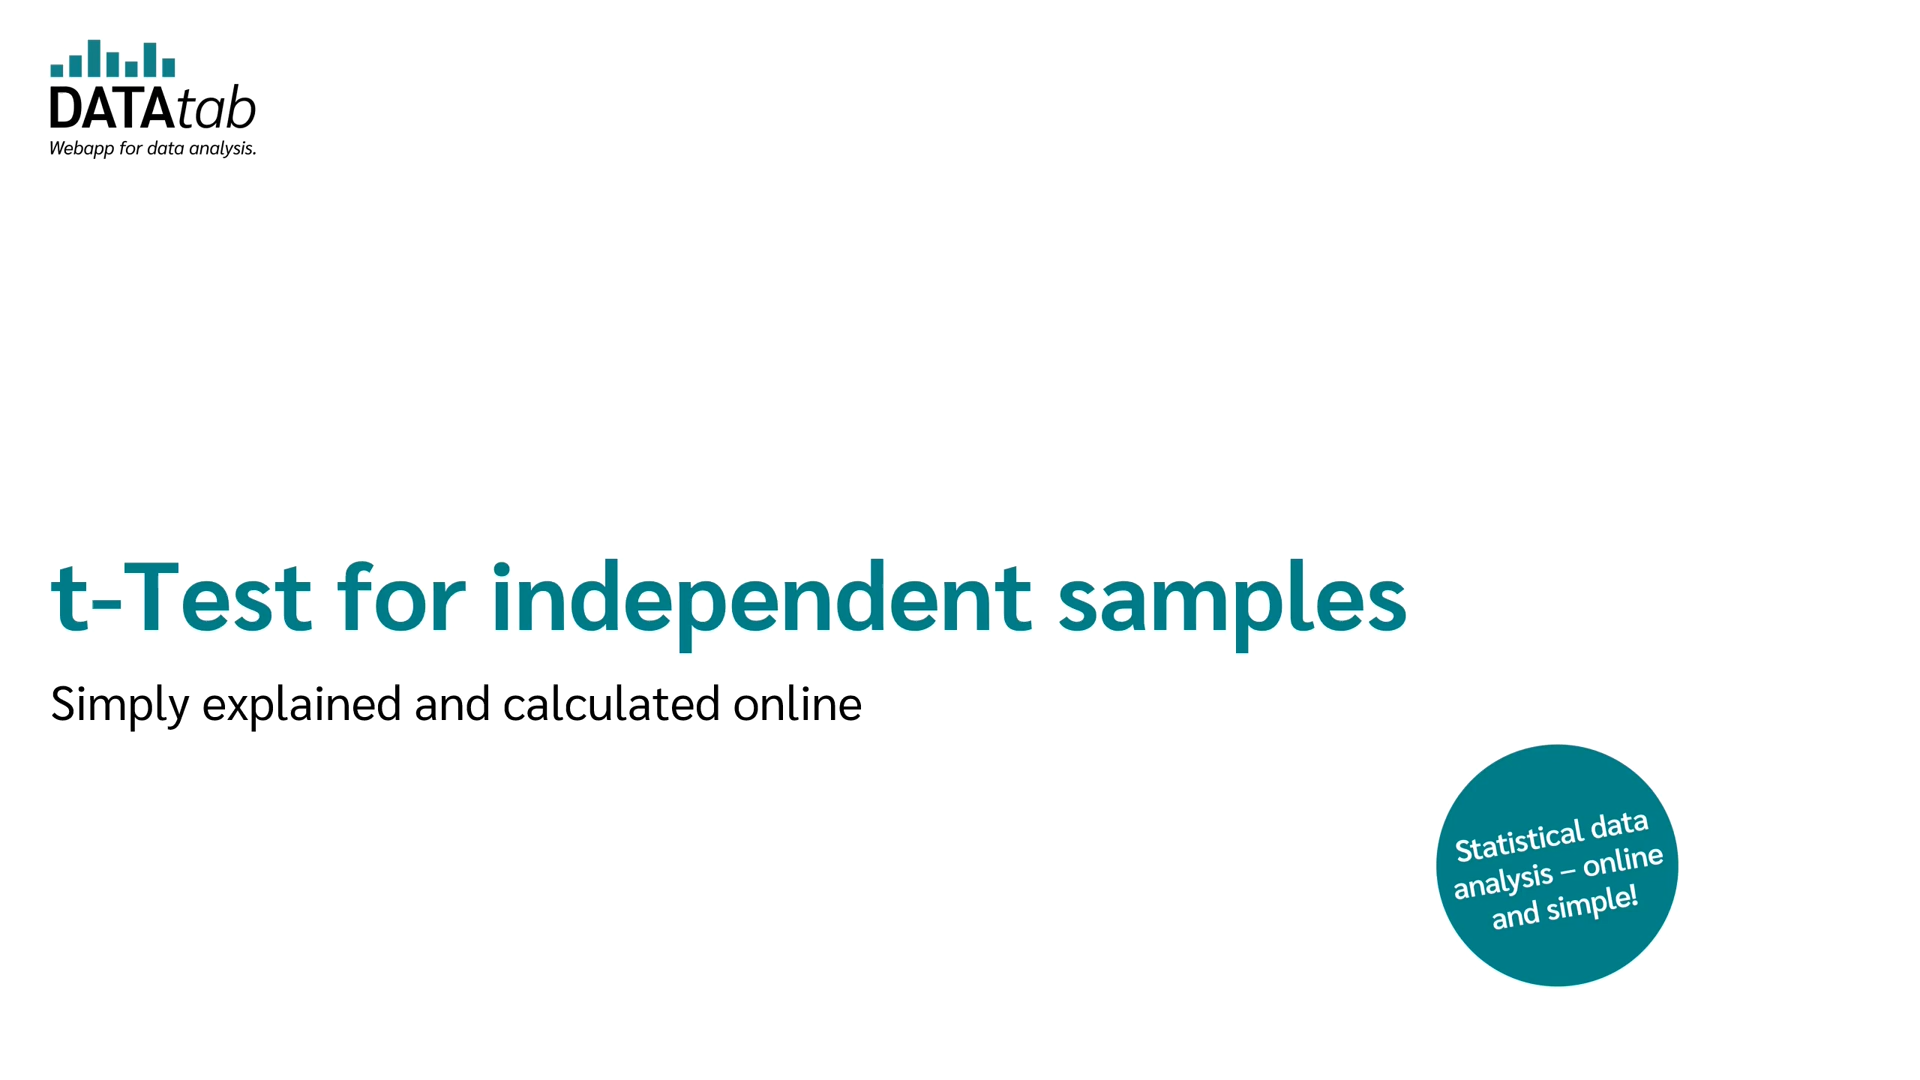 DATAtab
Webapp for data analysis.
t-Test for independent samples
Simply explained and calculated online
Statistical data
analysis – online
and simple!